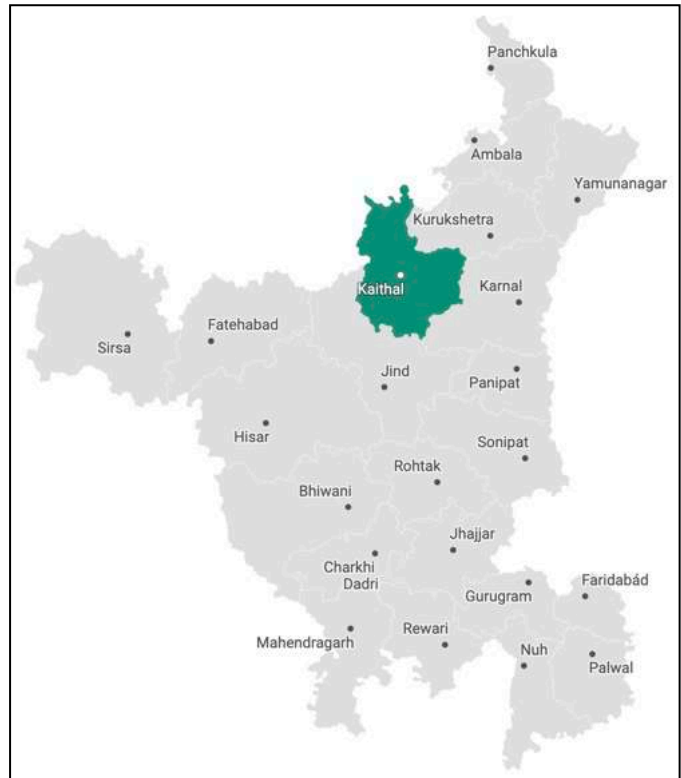 Panchkula
Ambala
Yamunanagar
Kurukshetra
Kaithal
Karnal
Fatehabad
Sirsa
Jind
Panipat
Hisar
Sonipat
Rohtak
Bhiwani
Jhajjar
Charkhi
Dadri
Faridabád
Gurugram
Mahendragarh
Rewari
Nuh
Palwal